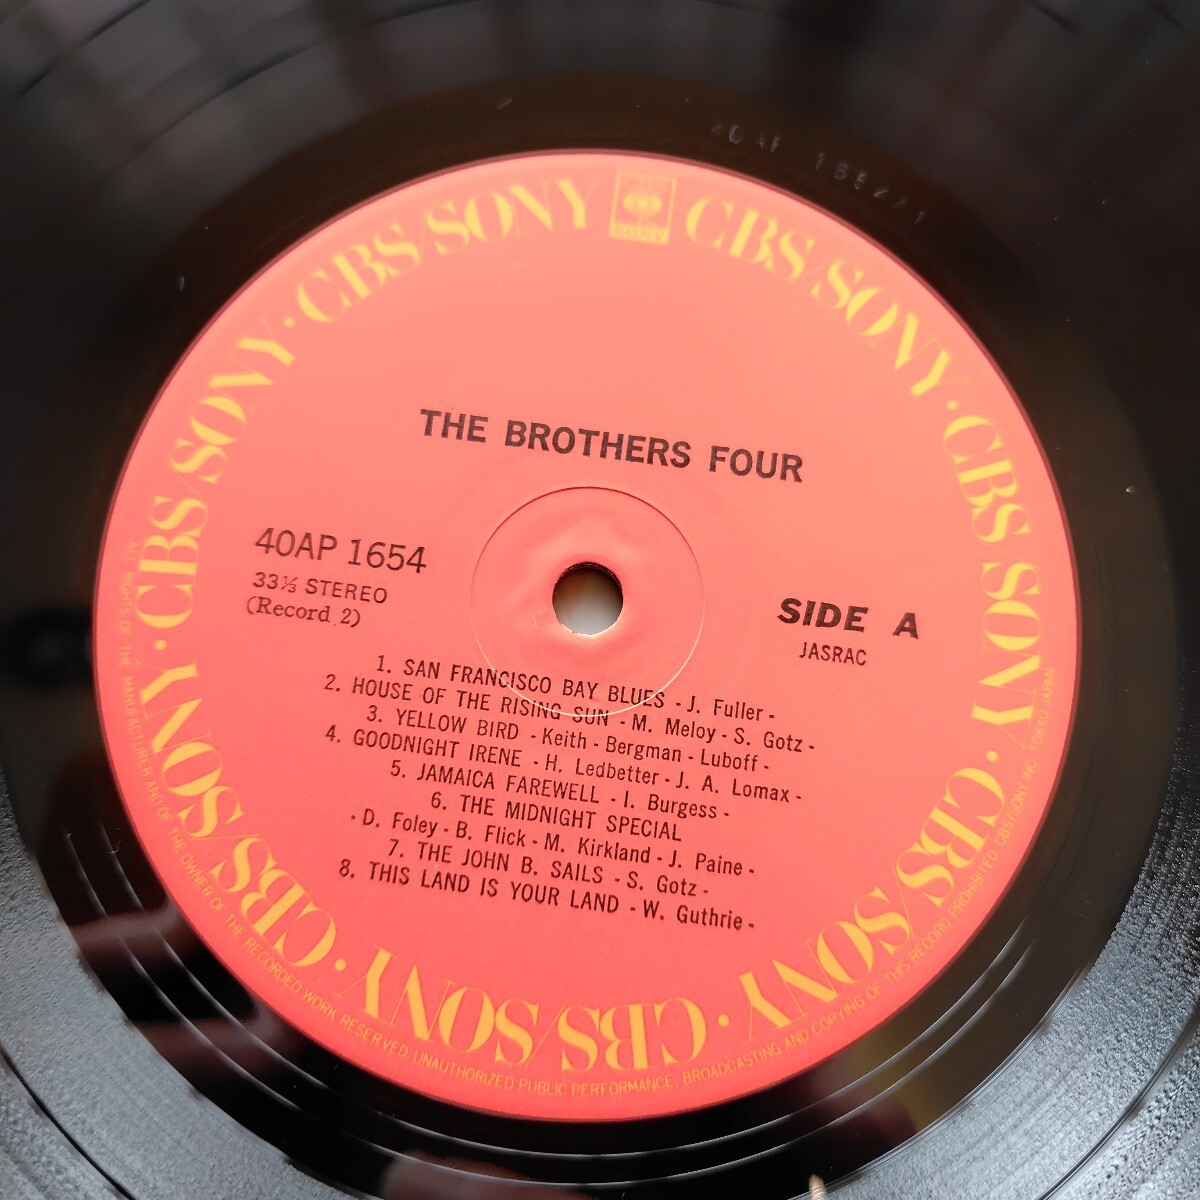 CBS/SONY · CBS/SONY · CBS/SONY · CBS/SONY · CBS/SONY · CBS/SONY · CBS/SONY · CBS/SONY
SONY
THE BROTHERS FOUR
40AP 1654
33⅓ STEREO
(Record 2)
SIDE A
JASRAC
1. SAN FRANCISCO BAY BLUES - J. Fuller -
2. HOUSE OF THE RISING SUN - M. Meloy - S. Gotz -
3. YELLOW BIRD - Keith - Bergman - Luboff -
4. GOODNIGHT IRENE - H. Ledbetter - J. A. Lomax -
5. JAMAICA FAREWELL - I. Burgess -
6. THE MIDNIGHT SPECIAL
- D. Foley - B. Flick - M. Kirkland - J. Paine -
7. THE JOHN B. SAILS - S. Gotz -
8. THIS LAND IS YOUR LAND - W. Guthrie -
ALL RIGHTS OF THE MANUFACTURER AND OF THE OWNER OF THE RECORDED WORK RESERVED. UNAUTHORIZED PUBLIC PERFORMANCE, BROADCASTING AND COPYING OF THIS RECORD PROHIBITED CBS/SONY INC. TOKYO JAPAN